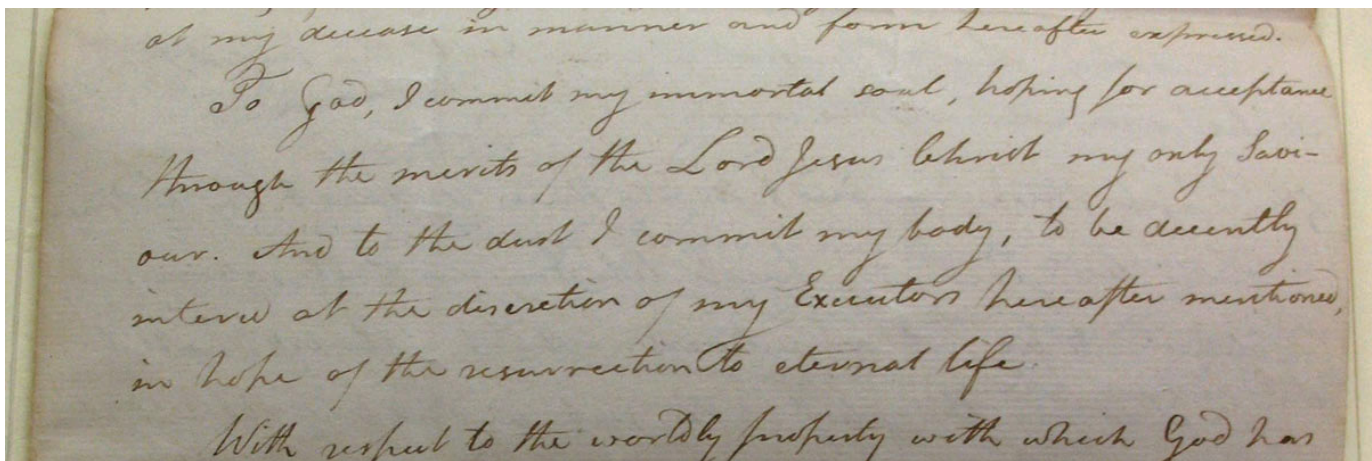 at my decease in manner and form hereafter expressed.
To God, I commit my immortal soul, hoping for acceptance
through the merits of the Lord Jesus Christ my only Savi-
our. And to the dust I commit my body, to be decently
interred at the discretion of my Executors hereafter mentioned,
in hope of the resurrection to eternal life.
With respect to the worldly property with which God has